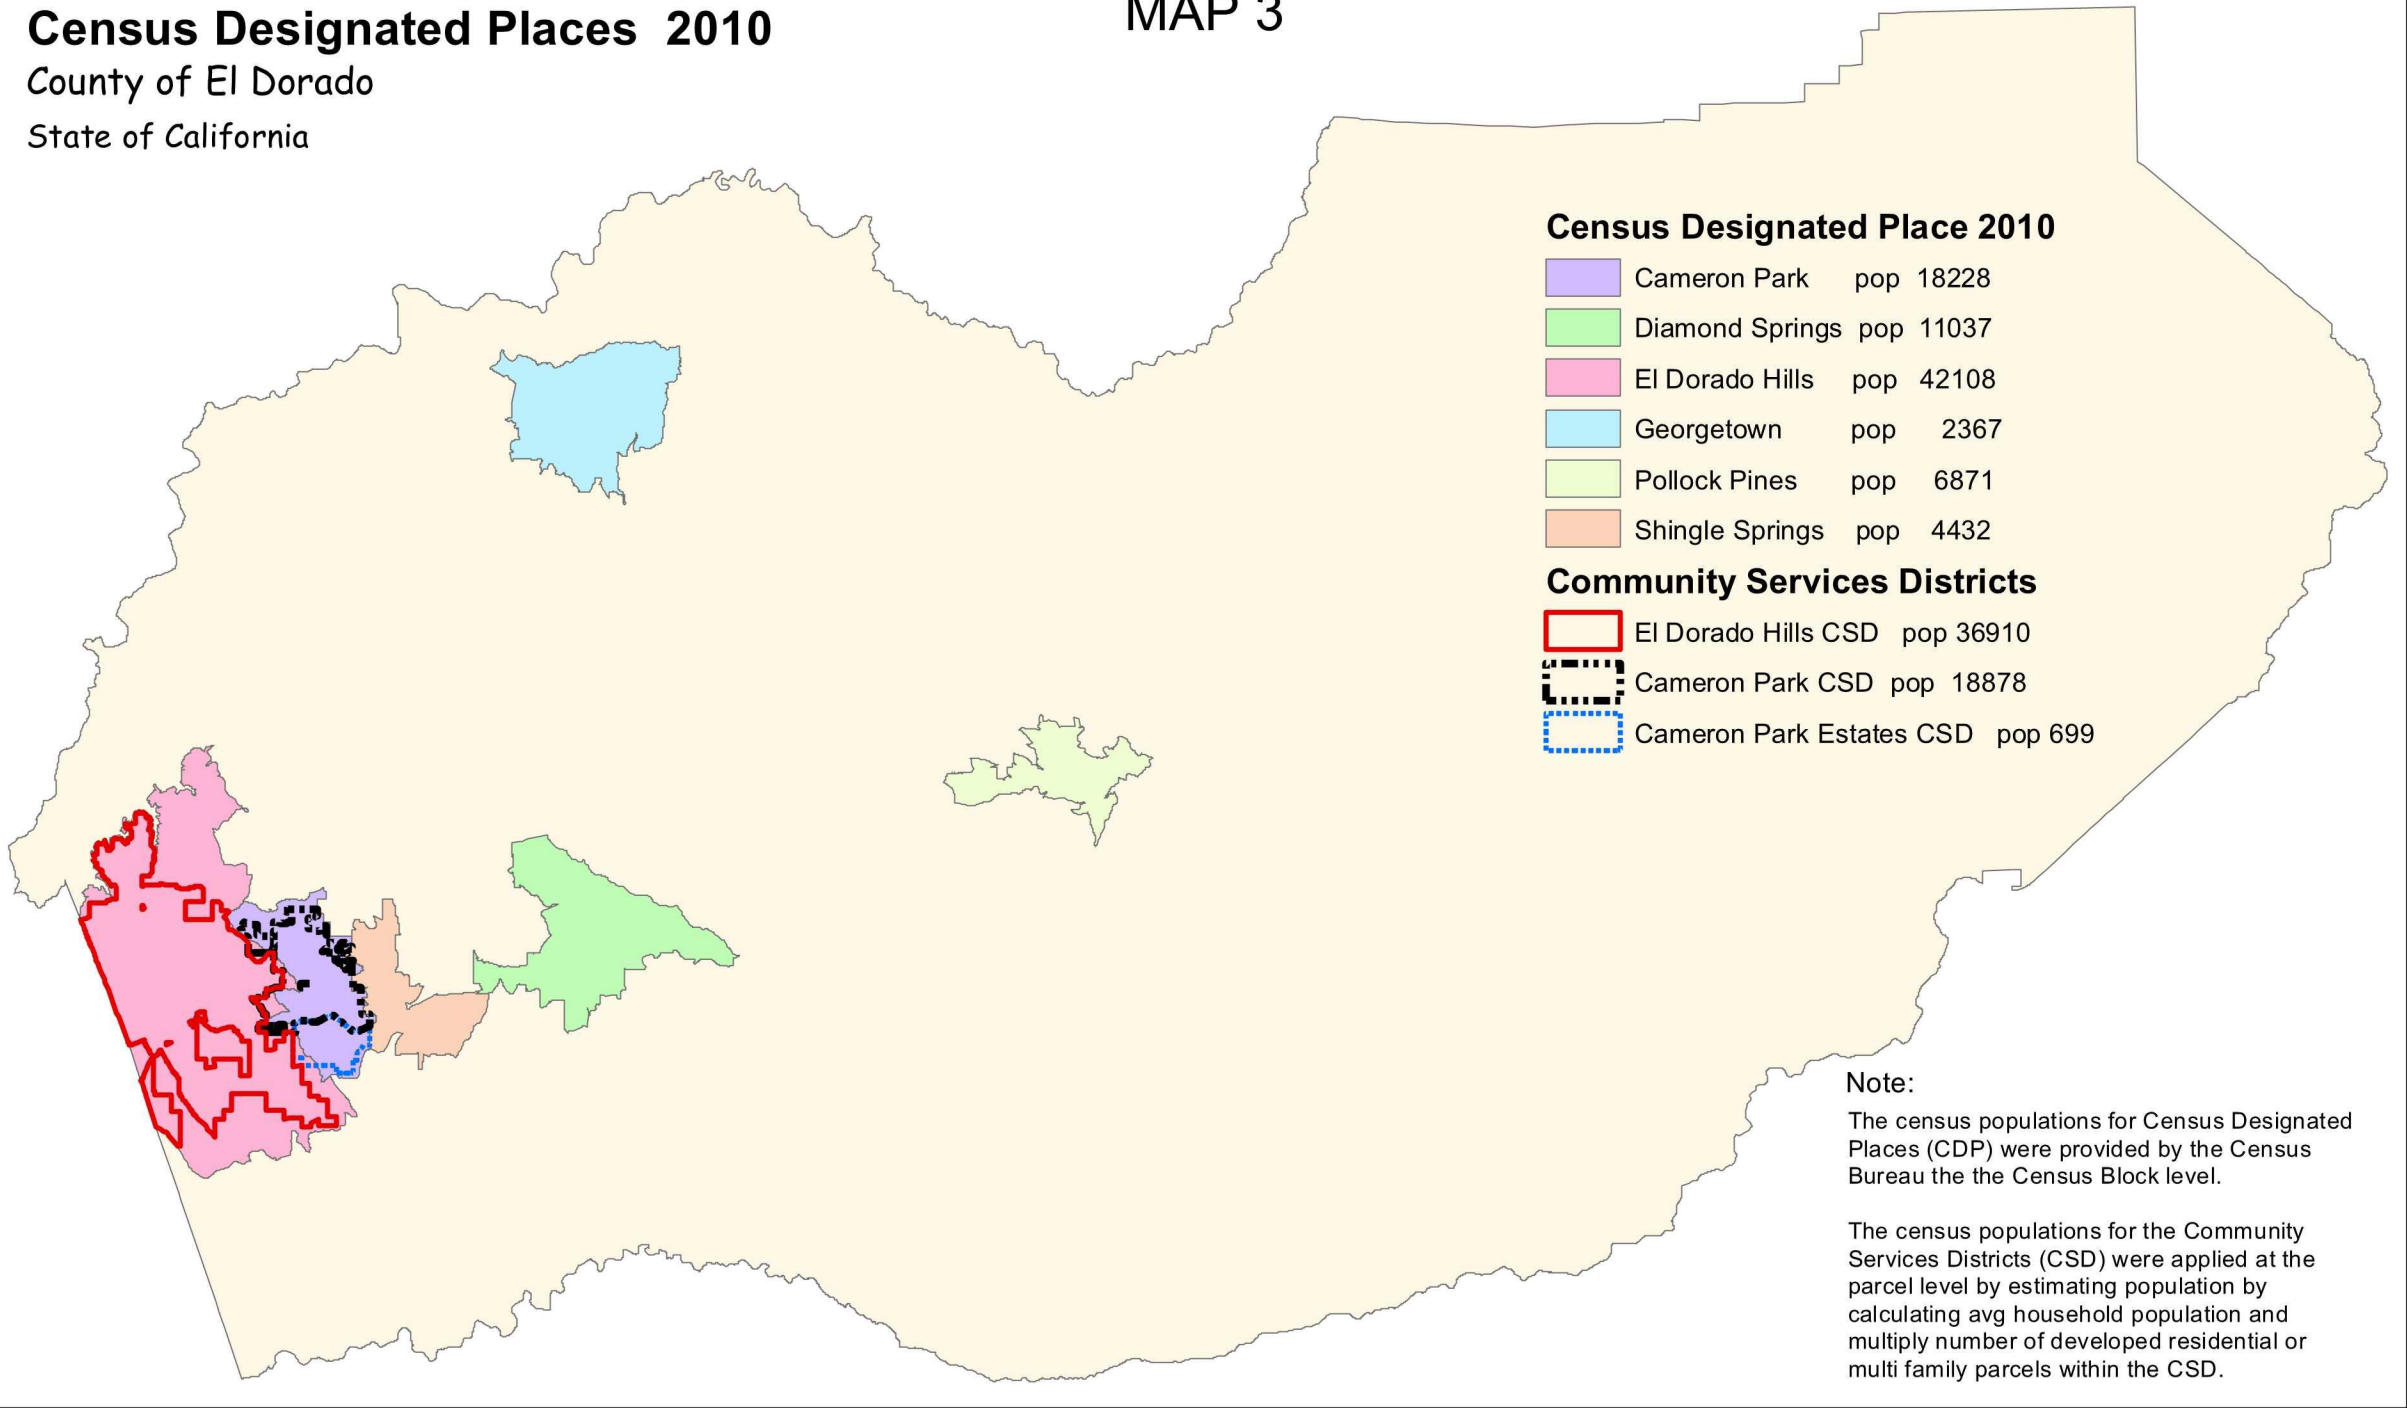 Census Designated Places 2010
MAP 3
County of El Dorado
State of California
Census Designated Place 2010
Cameron Park pop 18228
Diamond Springs pop 11037
El Dorado Hills pop 42108
Georgetown pop 2367
Pollock Pines pop 6871
Shingle Springs pop 4432
Community Services Districts
El Dorado Hills CSD pop 36910
Cameron Park CSD pop 18878
Cameron Park Estates CSD pop 699
Note:
The census populations for Census Designated
Places (CDP) were provided by the Census
Bureau the the Census Block level.
The census populations for the Community
Services Districts (CSD) were applied at the
parcel level by estimating population by
calculating avg household population and
multiply number of developed residential or
multi family parcels within the CSD.